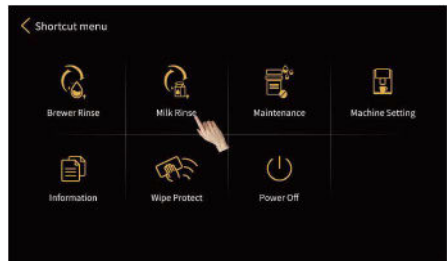 Shortcut menu
Brewer Rinse
Milk Rinse
Maintenance
Machine Setting
Information
Wipe Protect
Power Off